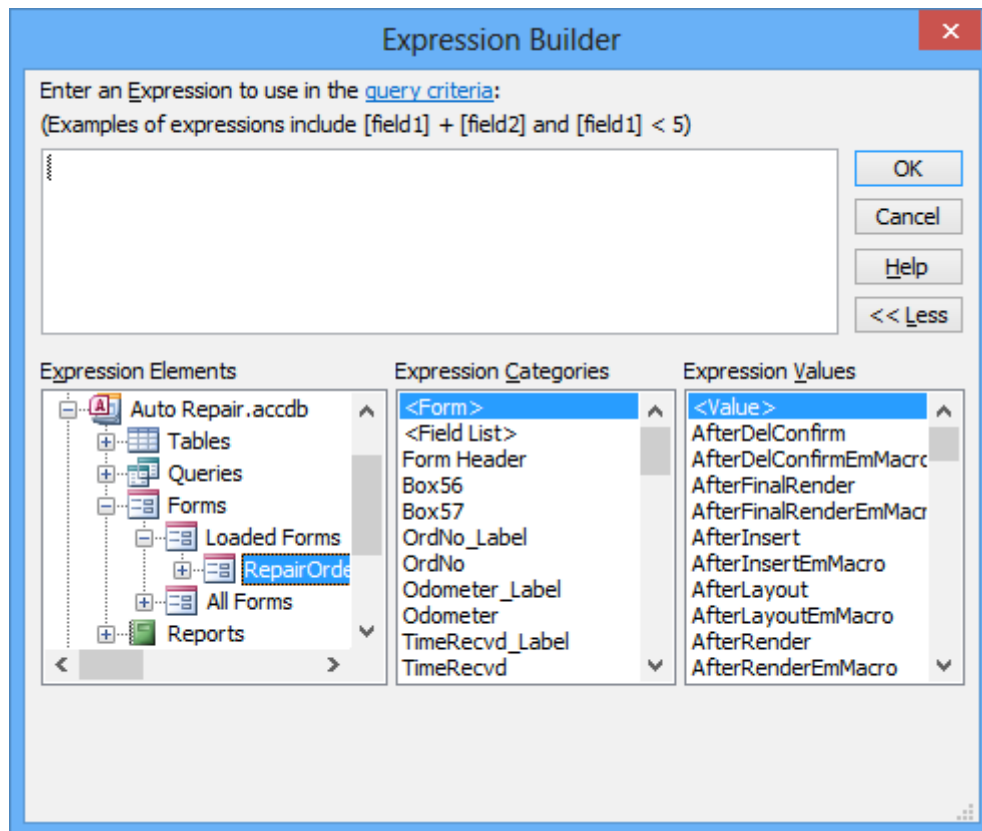 Expression Builder
Enter an Expression to use in the query criteria:
(Examples of expressions include [field1] + [field2] and [field1] < 5)
OK
Cancel
Help
<< Less
Expression Elements
Auto Repair.accdb
Tables
Queries
Forms
Loaded Forms
RepairOrde
All Forms
Reports
Expression Categories
<Form>
<Field List>
Form Header
Box56
Box57
OrdNo_Label
OrdNo
Odometer_Label
Odometer
TimeRecvd_Label
TimeRecvd
Expression Values
<Value>
AfterDelConfirm
AfterDelConfirmEmMacro
AfterFinalRender
AfterFinalRenderEmMacr
AfterInsert
AfterInsertEmMacro
AfterLayout
AfterLayoutEmMacro
AfterRender
AfterRenderEmMacro